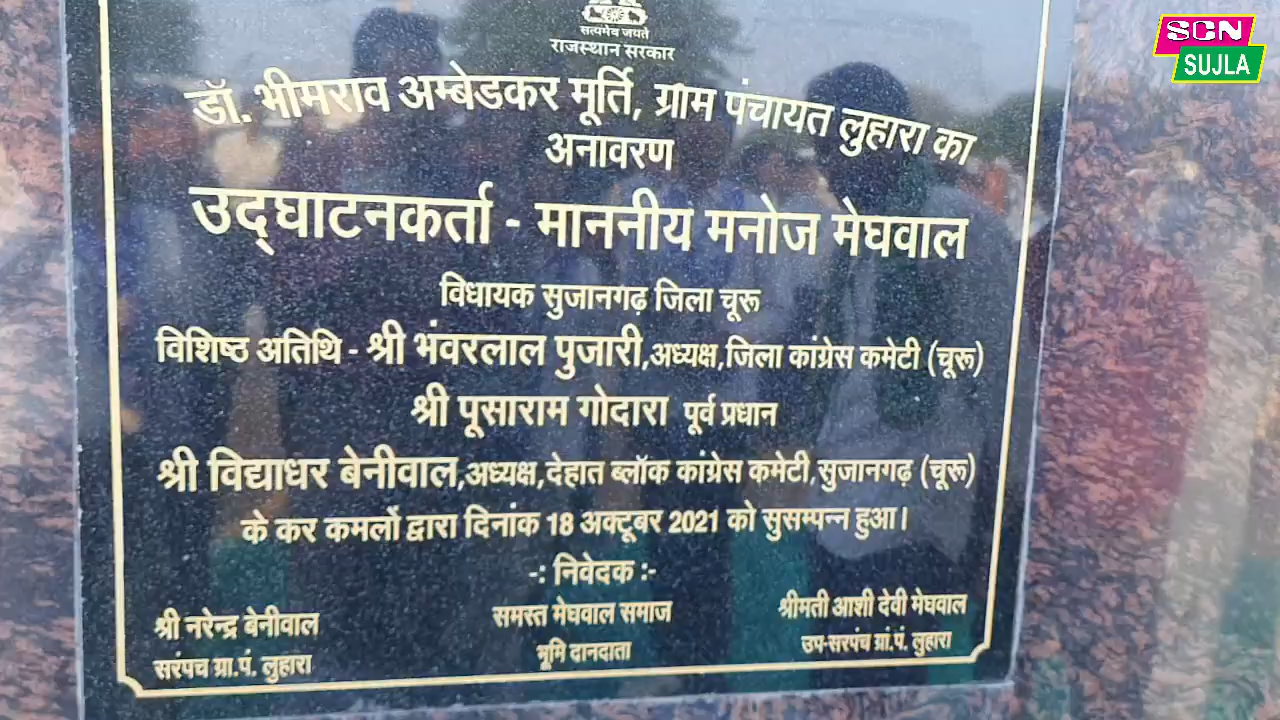 सत्यमेव जयते
राजस्थान सरकार
डॉ. भीमराव अम्बेडकर मूर्ति, ग्राम पंचायत लुहारा का
अनावरण
उद्घाटनकर्ता - माननीय मनोज मेघवाल
विधायक सुजानगढ़ जिला चूरू
विशिष्ठ अतिथि - श्री भंवरलाल पुजारी,अध्यक्ष,जिला कांग्रेस कमेटी (चूरू)
श्री पूसाराम गोदारा पूर्व प्रधान
श्री विद्याधर बेनीवाल,अध्यक्ष,देहात ब्लॉक कांग्रेस कमेटी,सुजानगढ़ (चूरू)
के कर कमलों द्वारा दिनांक 18 अक्टूबर 2021 को सुसम्पन्न हुआ।
-: निवेदक :-
श्री नरेन्द्र बेनीवाल समस्त मेघवाल समाज श्रीमती आशी देवी मेघवाल
सरंपच ग्रा.पं. लुहारा भूमि दानदाता उप-सरपंच ग्रां.पं. लुहारा
SCN
SUJLA